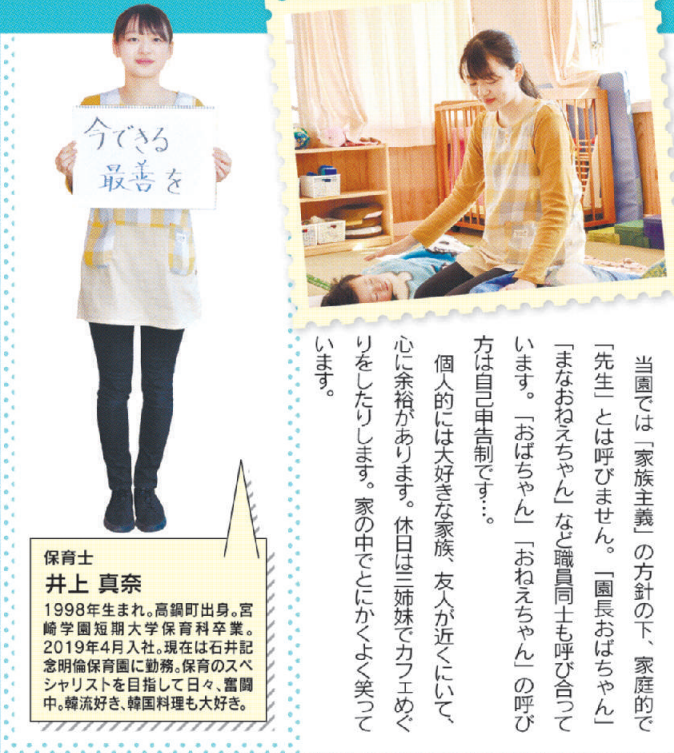 今できる
最善を
当園では「家族主義」の方針の下、家庭的で
「先生」とは呼びません。「園長おばちゃん」
「まなおねえちゃん」など職員同士も呼び合って
います。「おばちゃん」「おねえちゃん」の呼び
方は自己申告制です…。
個人的には大好きな家族、友人が近くにいて、
心に余裕があります。休日は三姉妹でカフェめぐ
りをしたりします。家の中でとにかくよく笑って
います。
保育士
井上 真奈
1998年生まれ。高鍋町出身。宮
崎学園短期大学保育科卒業。
2019年4月入社。現在は石井記
念明倫保育園に勤務。保育のスペ
シャリストを目指して日々、奮闘
中。韓流好き、韓国料理も大好き。